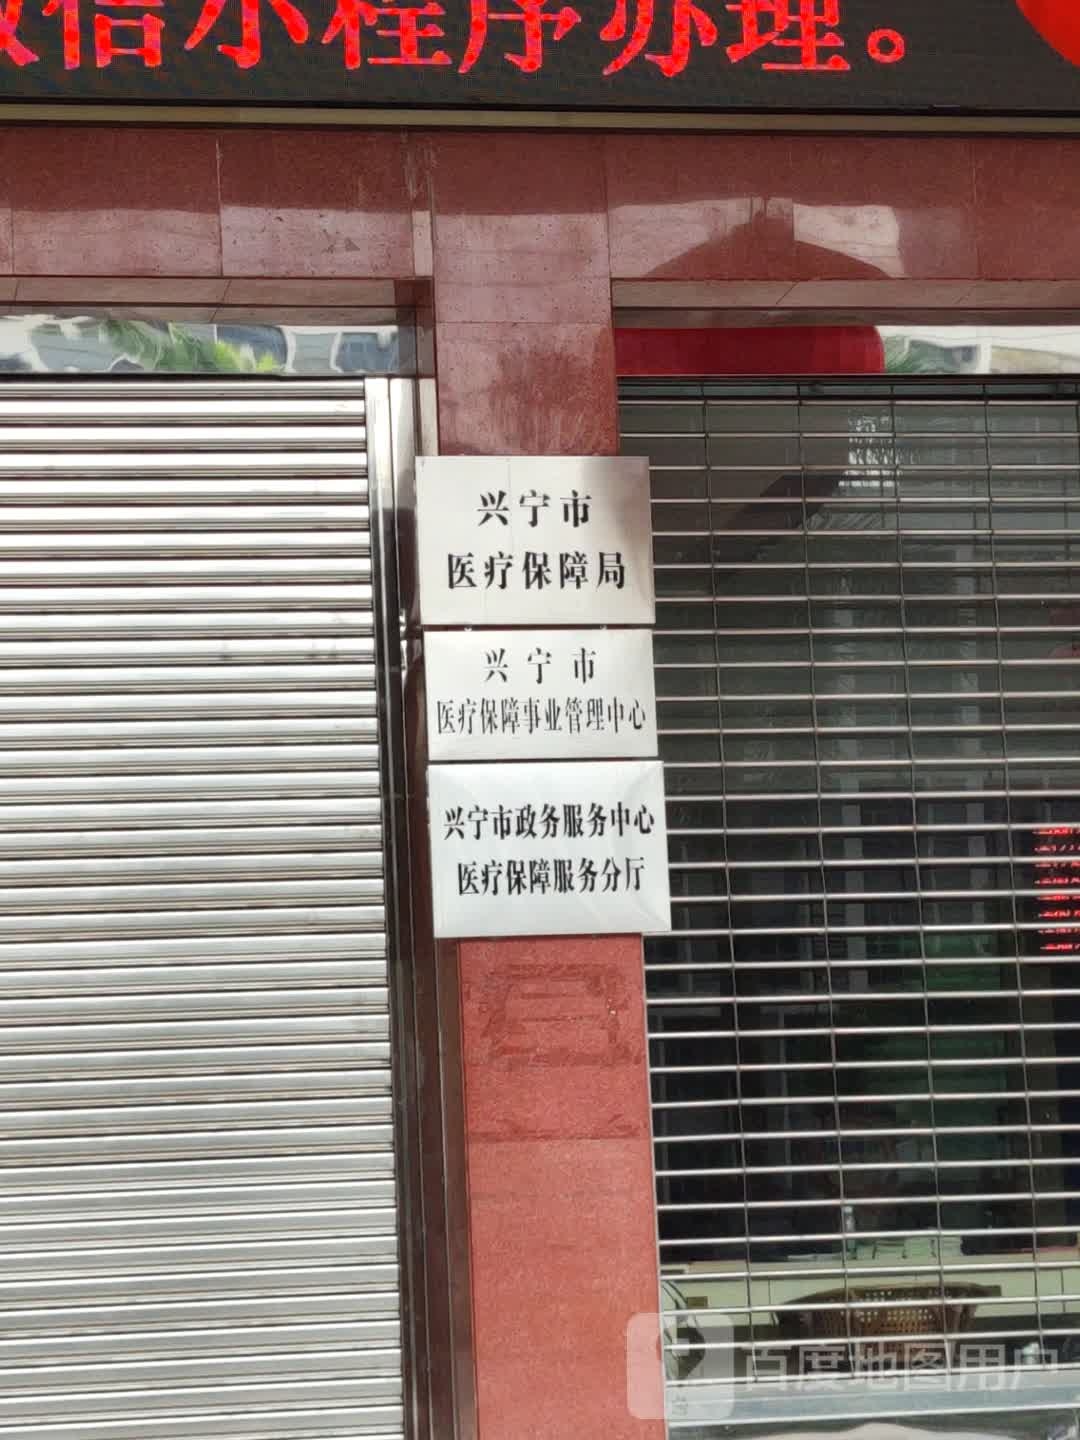 微信小程序办理。
兴宁市
医疗保障局
兴宁市
医疗保障事业管理中心
兴宁市政务服务中心
医疗保障服务分厅
百度地图用户